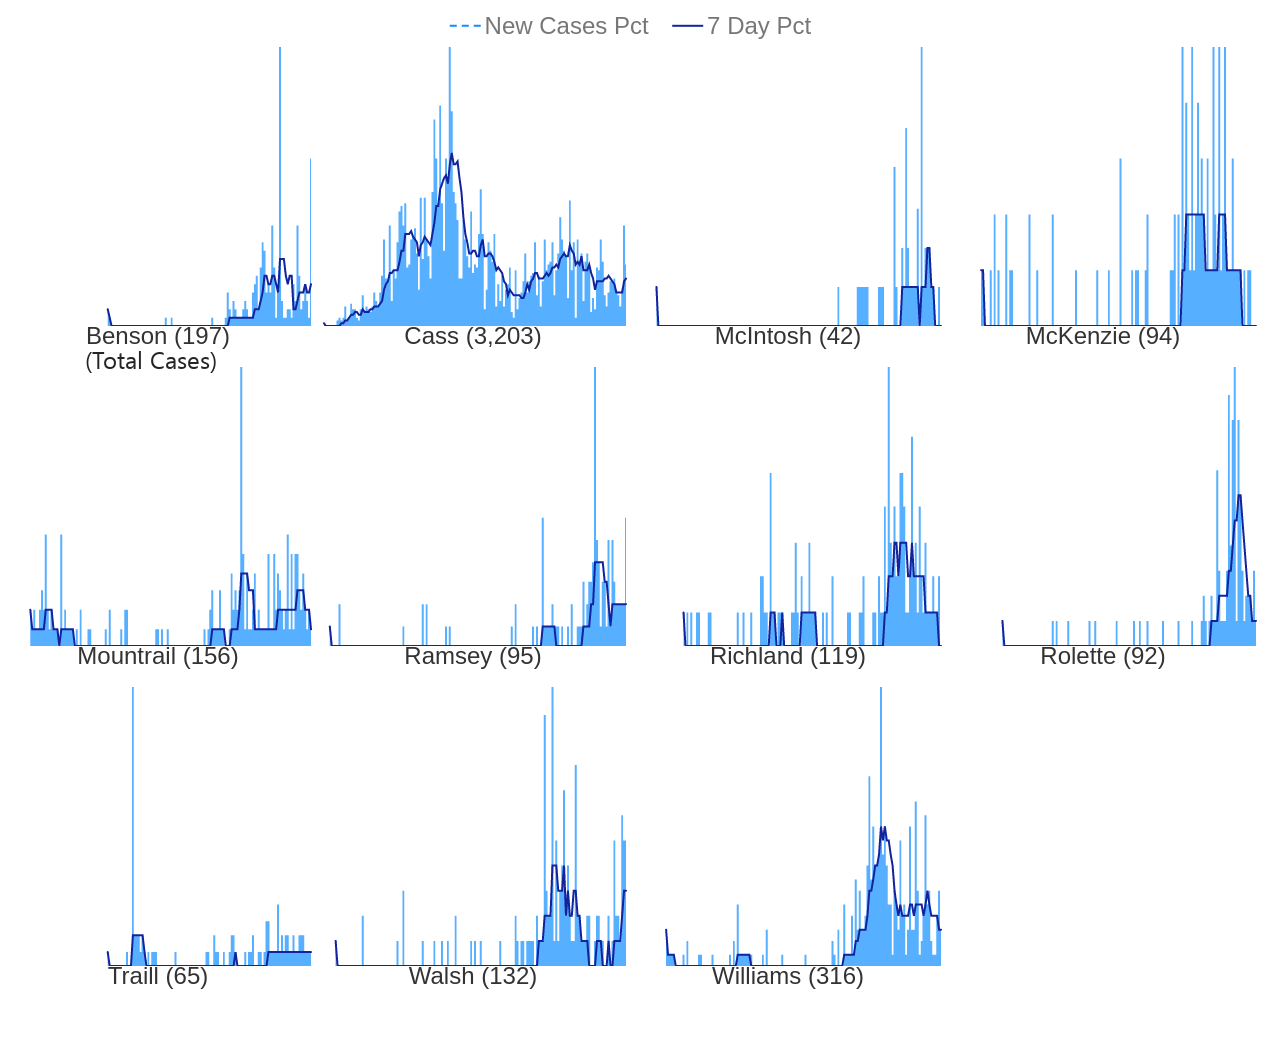 New Cases Pct 7 Day Pct
Benson (197) Cass (3,203) McIntosh (42) McKenzie (94)
(Total Cases)
Mountrail (156) Ramsey (95) Richland (119) Rolette (92)
Traill (65) Walsh (132) Williams (316)